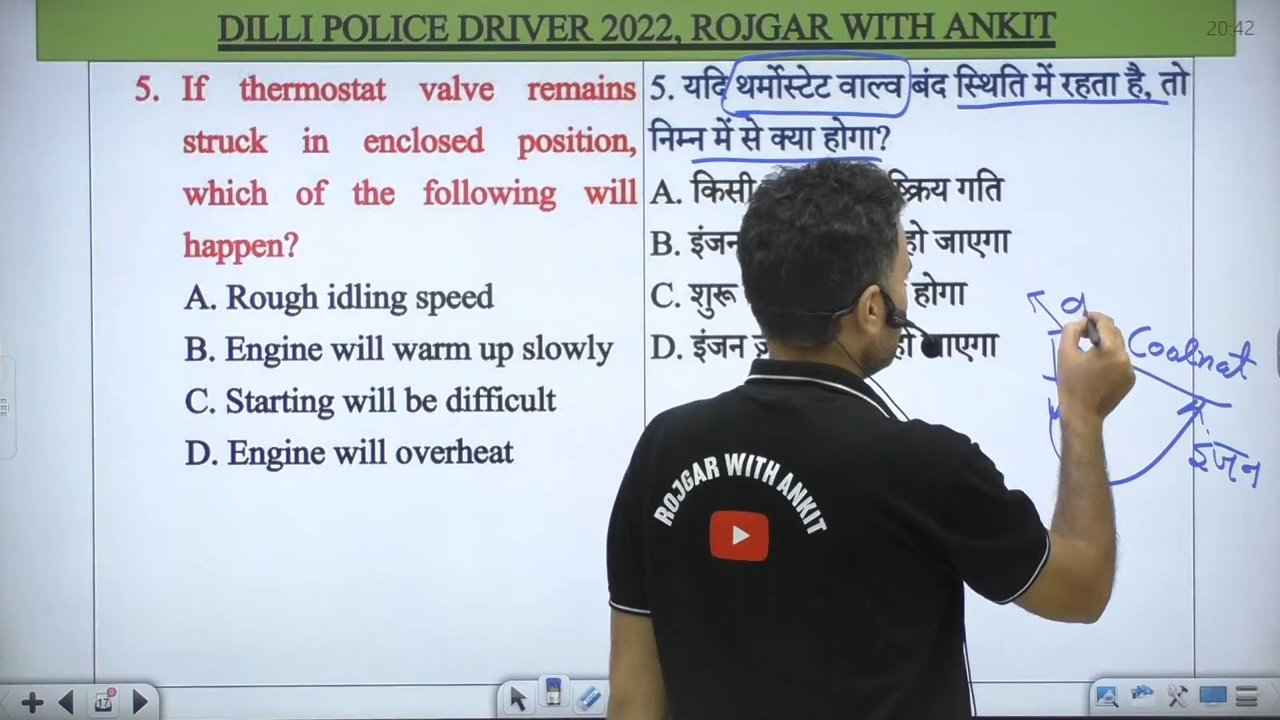 DILLI POLICE DRIVER 2022, ROJGAR WITH ANKIT
20:42
5. If thermostat valve remains
struck in enclosed position,
which of the following will
happen?
A. Rough idling speed
B. Engine will warm up slowly
C. Starting will be difficult
D. Engine will overheat
5. यदि थर्मोस्टेट वाल्व बंद स्थिति में रहता है, तो
निम्न में से क्या होगा?
A. किसी गति
B. इंजन हो जाएगा
C. शुरू होगा
D. इंजन जाएगा
Coalnat
इंजन
ROJGAR WITH ANKIT
17